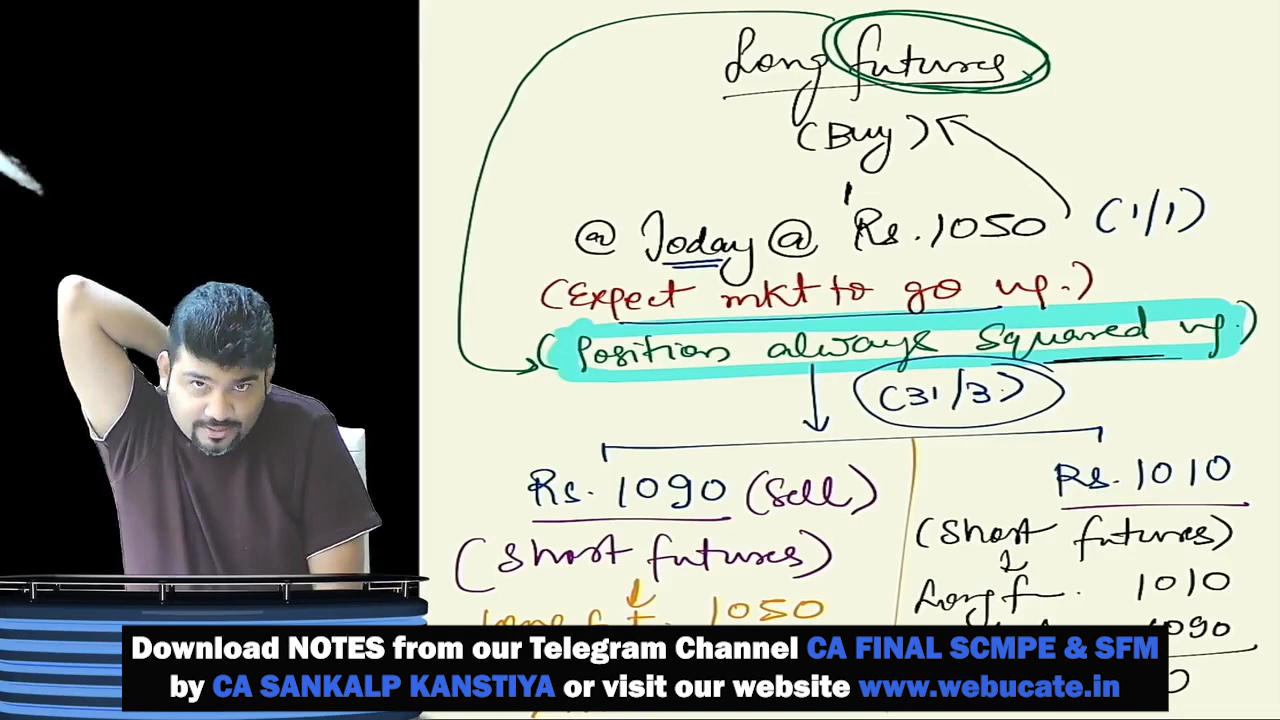 Long futures
(Buy)
@ Today @ Rs. 1050 (1/1)
(Expect mkt to go up.)
(Position always squared up.)
(31/3)
Rs. 1090 (Sell)
Rs. 1010
(Short futures)
(Short futures)
Long f. 1010
1050
1090
Download NOTES from our Telegram Channel CA FINAL SCMPE & SFM
by CA SANKALP KANSTIYA or visit our website www.webucate.in